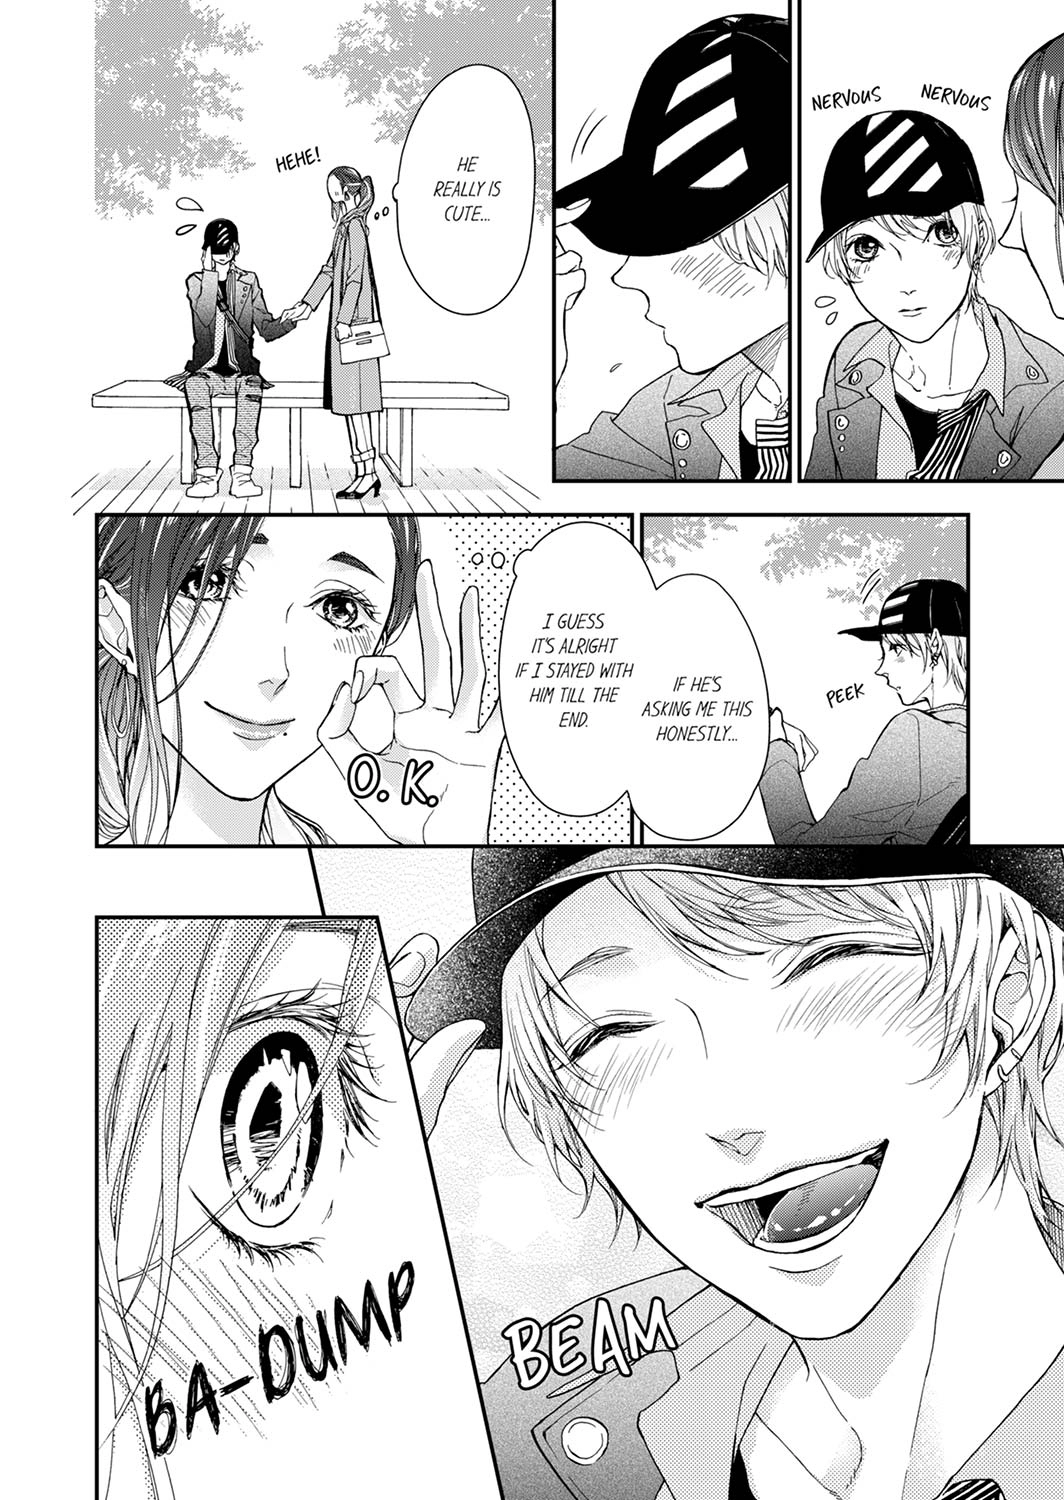 NERVOUS
NERVOUS
HE
REALLY IS
CUTE...
HEHE!
PEEK
IF HE'S
ASKING ME THIS
HONESTLY...
I GUESS
IT'S ALRIGHT
IF I STAYED WITH
HIM TILL THE
END.
O.K.
BEAM
BA-DUMP